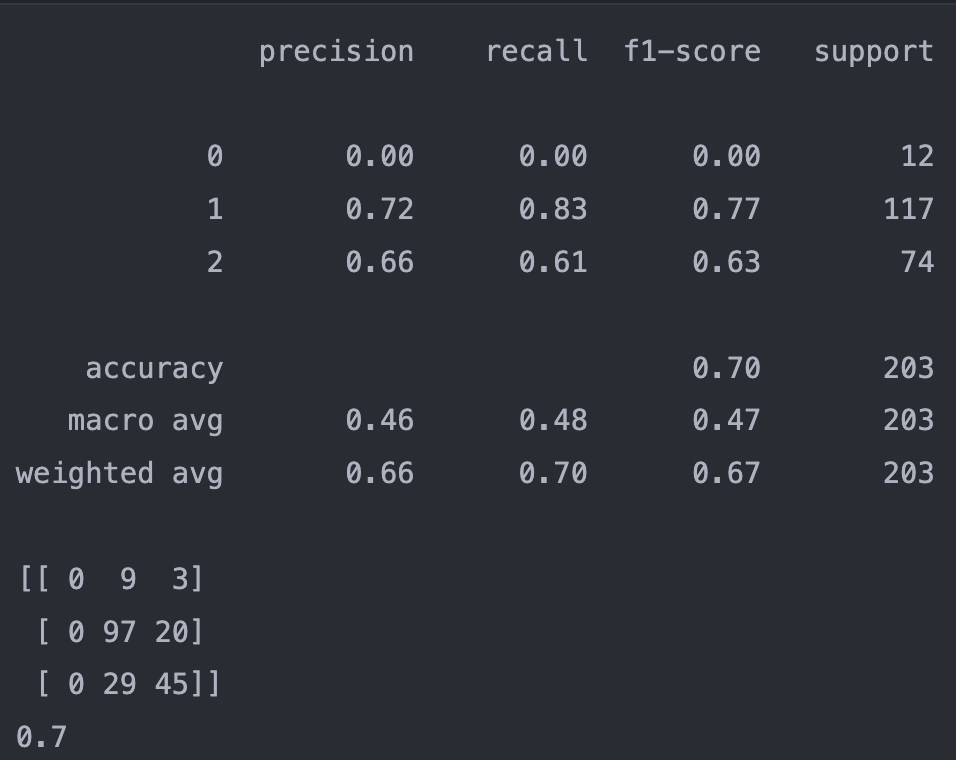 precision recall f1-score support
0 0.00 0.00 0.00 12
1 0.72 0.83 0.77 117
2 0.66 0.61 0.63 74
accuracy 0.70 203
macro avg 0.46 0.48 0.47 203
weighted avg 0.66 0.70 0.67 203
[[ 0 9 3]
[ 0 97 20]
[ 0 29 45]]
0.7